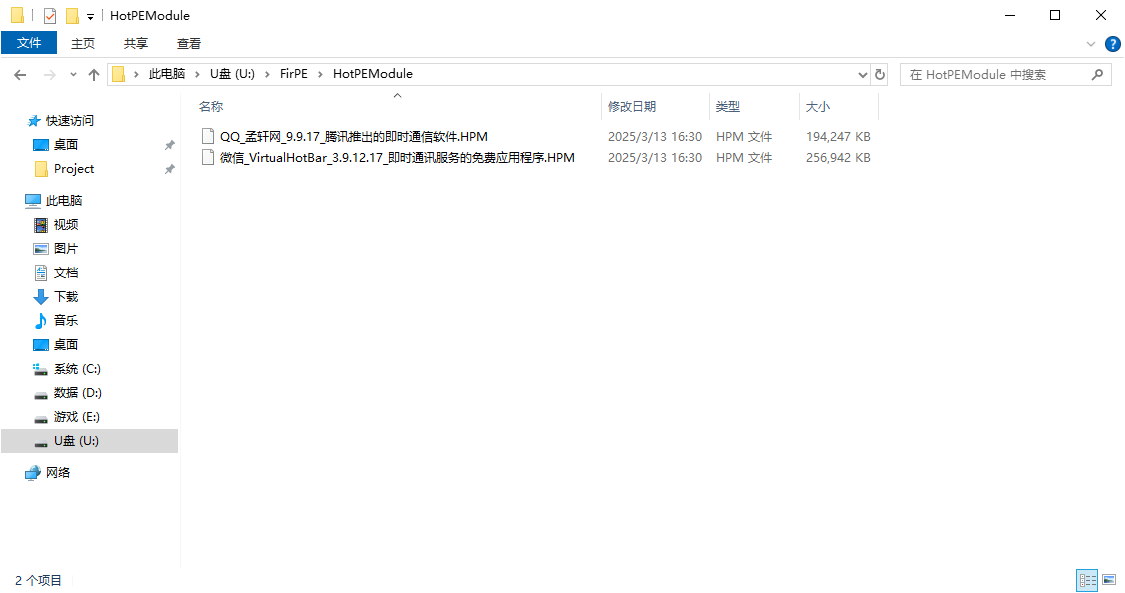 HotPEModule
文件 主页 共享 查看
此电脑 U盘 (U:) FirPE HotPEModule 在 HotPEModule 中搜索
名称 修改日期 类型 大小
QQ_孟轩网_9.9.17_腾讯推出的即时通信软件.HPM 2025/3/13 16:30 HPM 文件 194,247 KB
微信_VirtualHotBar_3.9.12.17_即时通讯服务的免费应用程序.HPM 2025/3/13 16:30 HPM 文件 256,942 KB
快速访问
桌面
Project
此电脑
视频
图片
文档
下载
音乐
桌面
系统 (C:)
数据 (D:)
游戏 (E:)
U盘 (U:)
网络
2 个项目